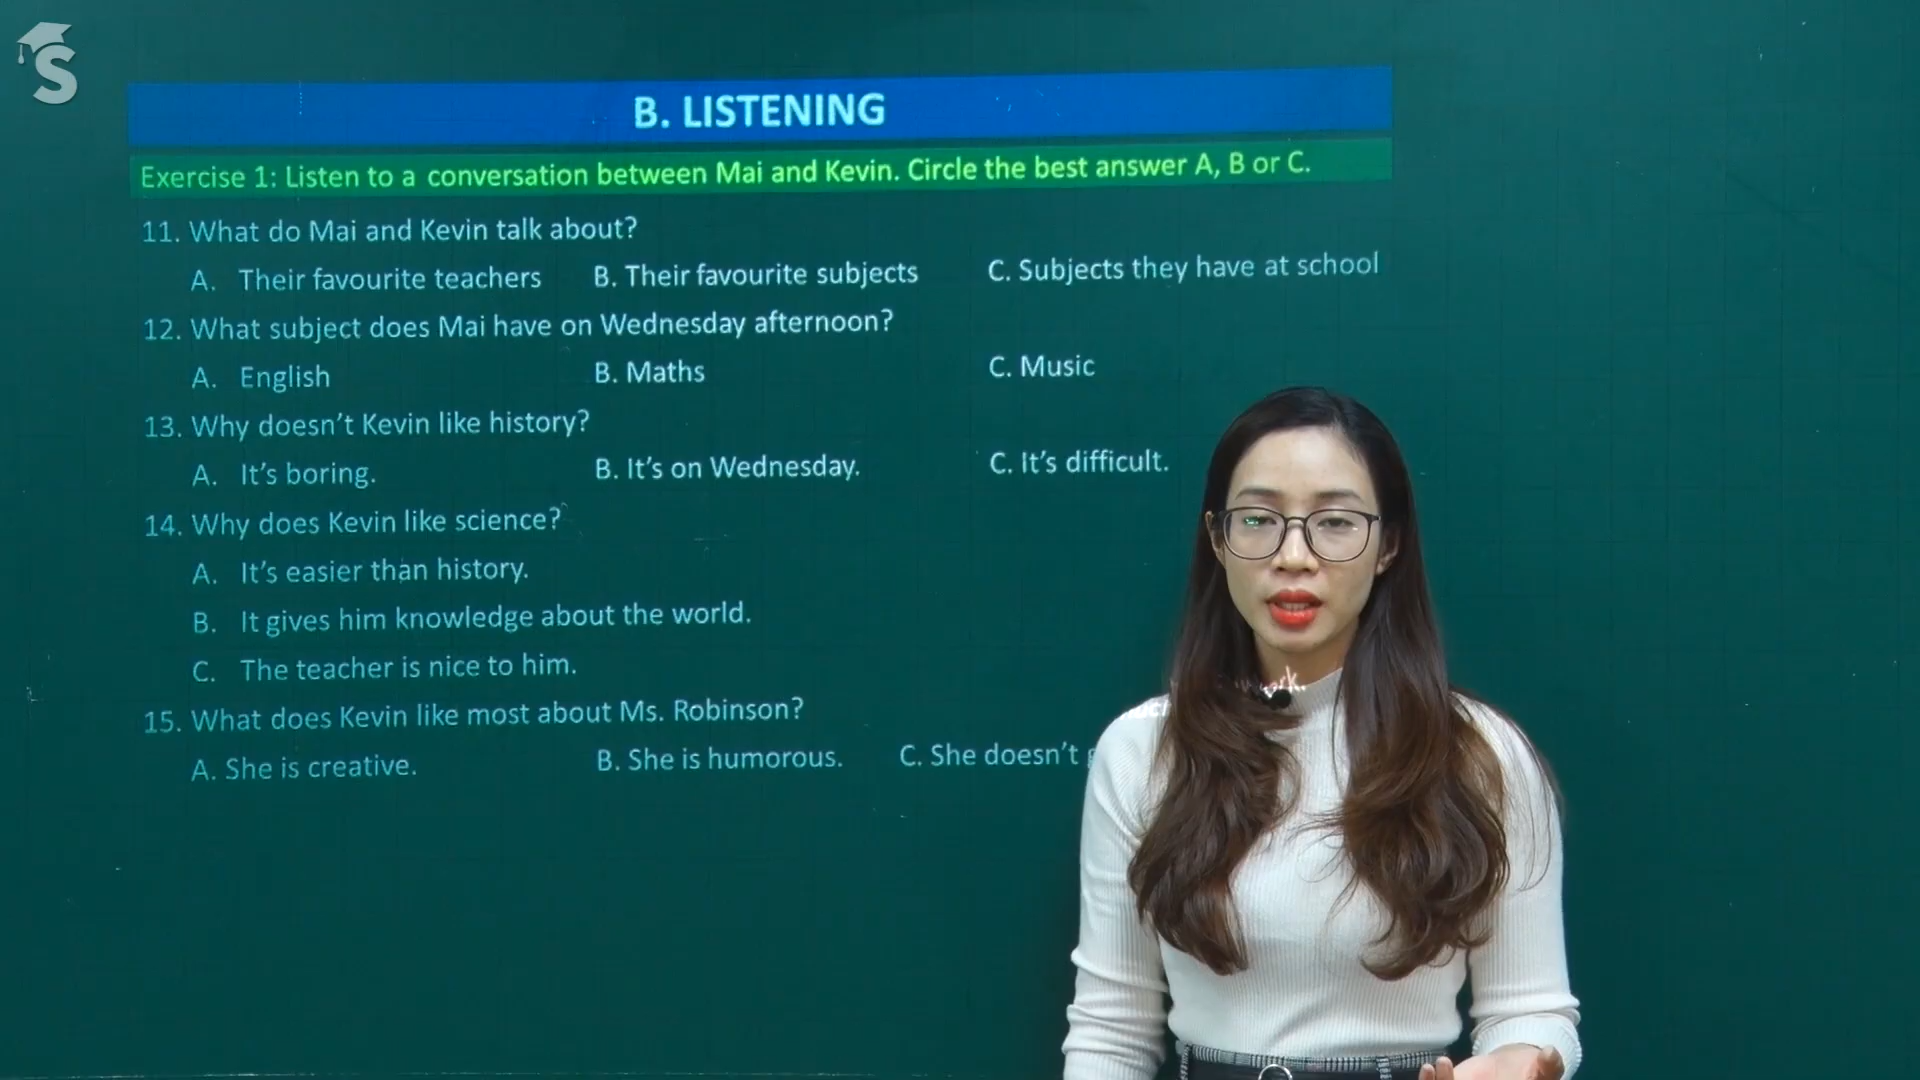 S
B. LISTENING
Exercise 1: Listen to a conversation between Mai and Kevin. Circle the best answer A, B or C.
11. What do Mai and Kevin talk about?
A. Their favourite teachers B. Their favourite subjects C. Subjects they have at school
12. What subject does Mai have on Wednesday afternoon?
A. English B. Maths C. Music
13. Why doesn't Kevin like history?
A. It's boring. B. It's on Wednesday. C. It's difficult.
14. Why does Kevin like science?
A. It's easier than history.
B. It gives him knowledge about the world.
C. The teacher is nice to him.
15. What does Kevin like most about Ms. Robinson?
A. She is creative. B. She is humorous. C. She doesn't